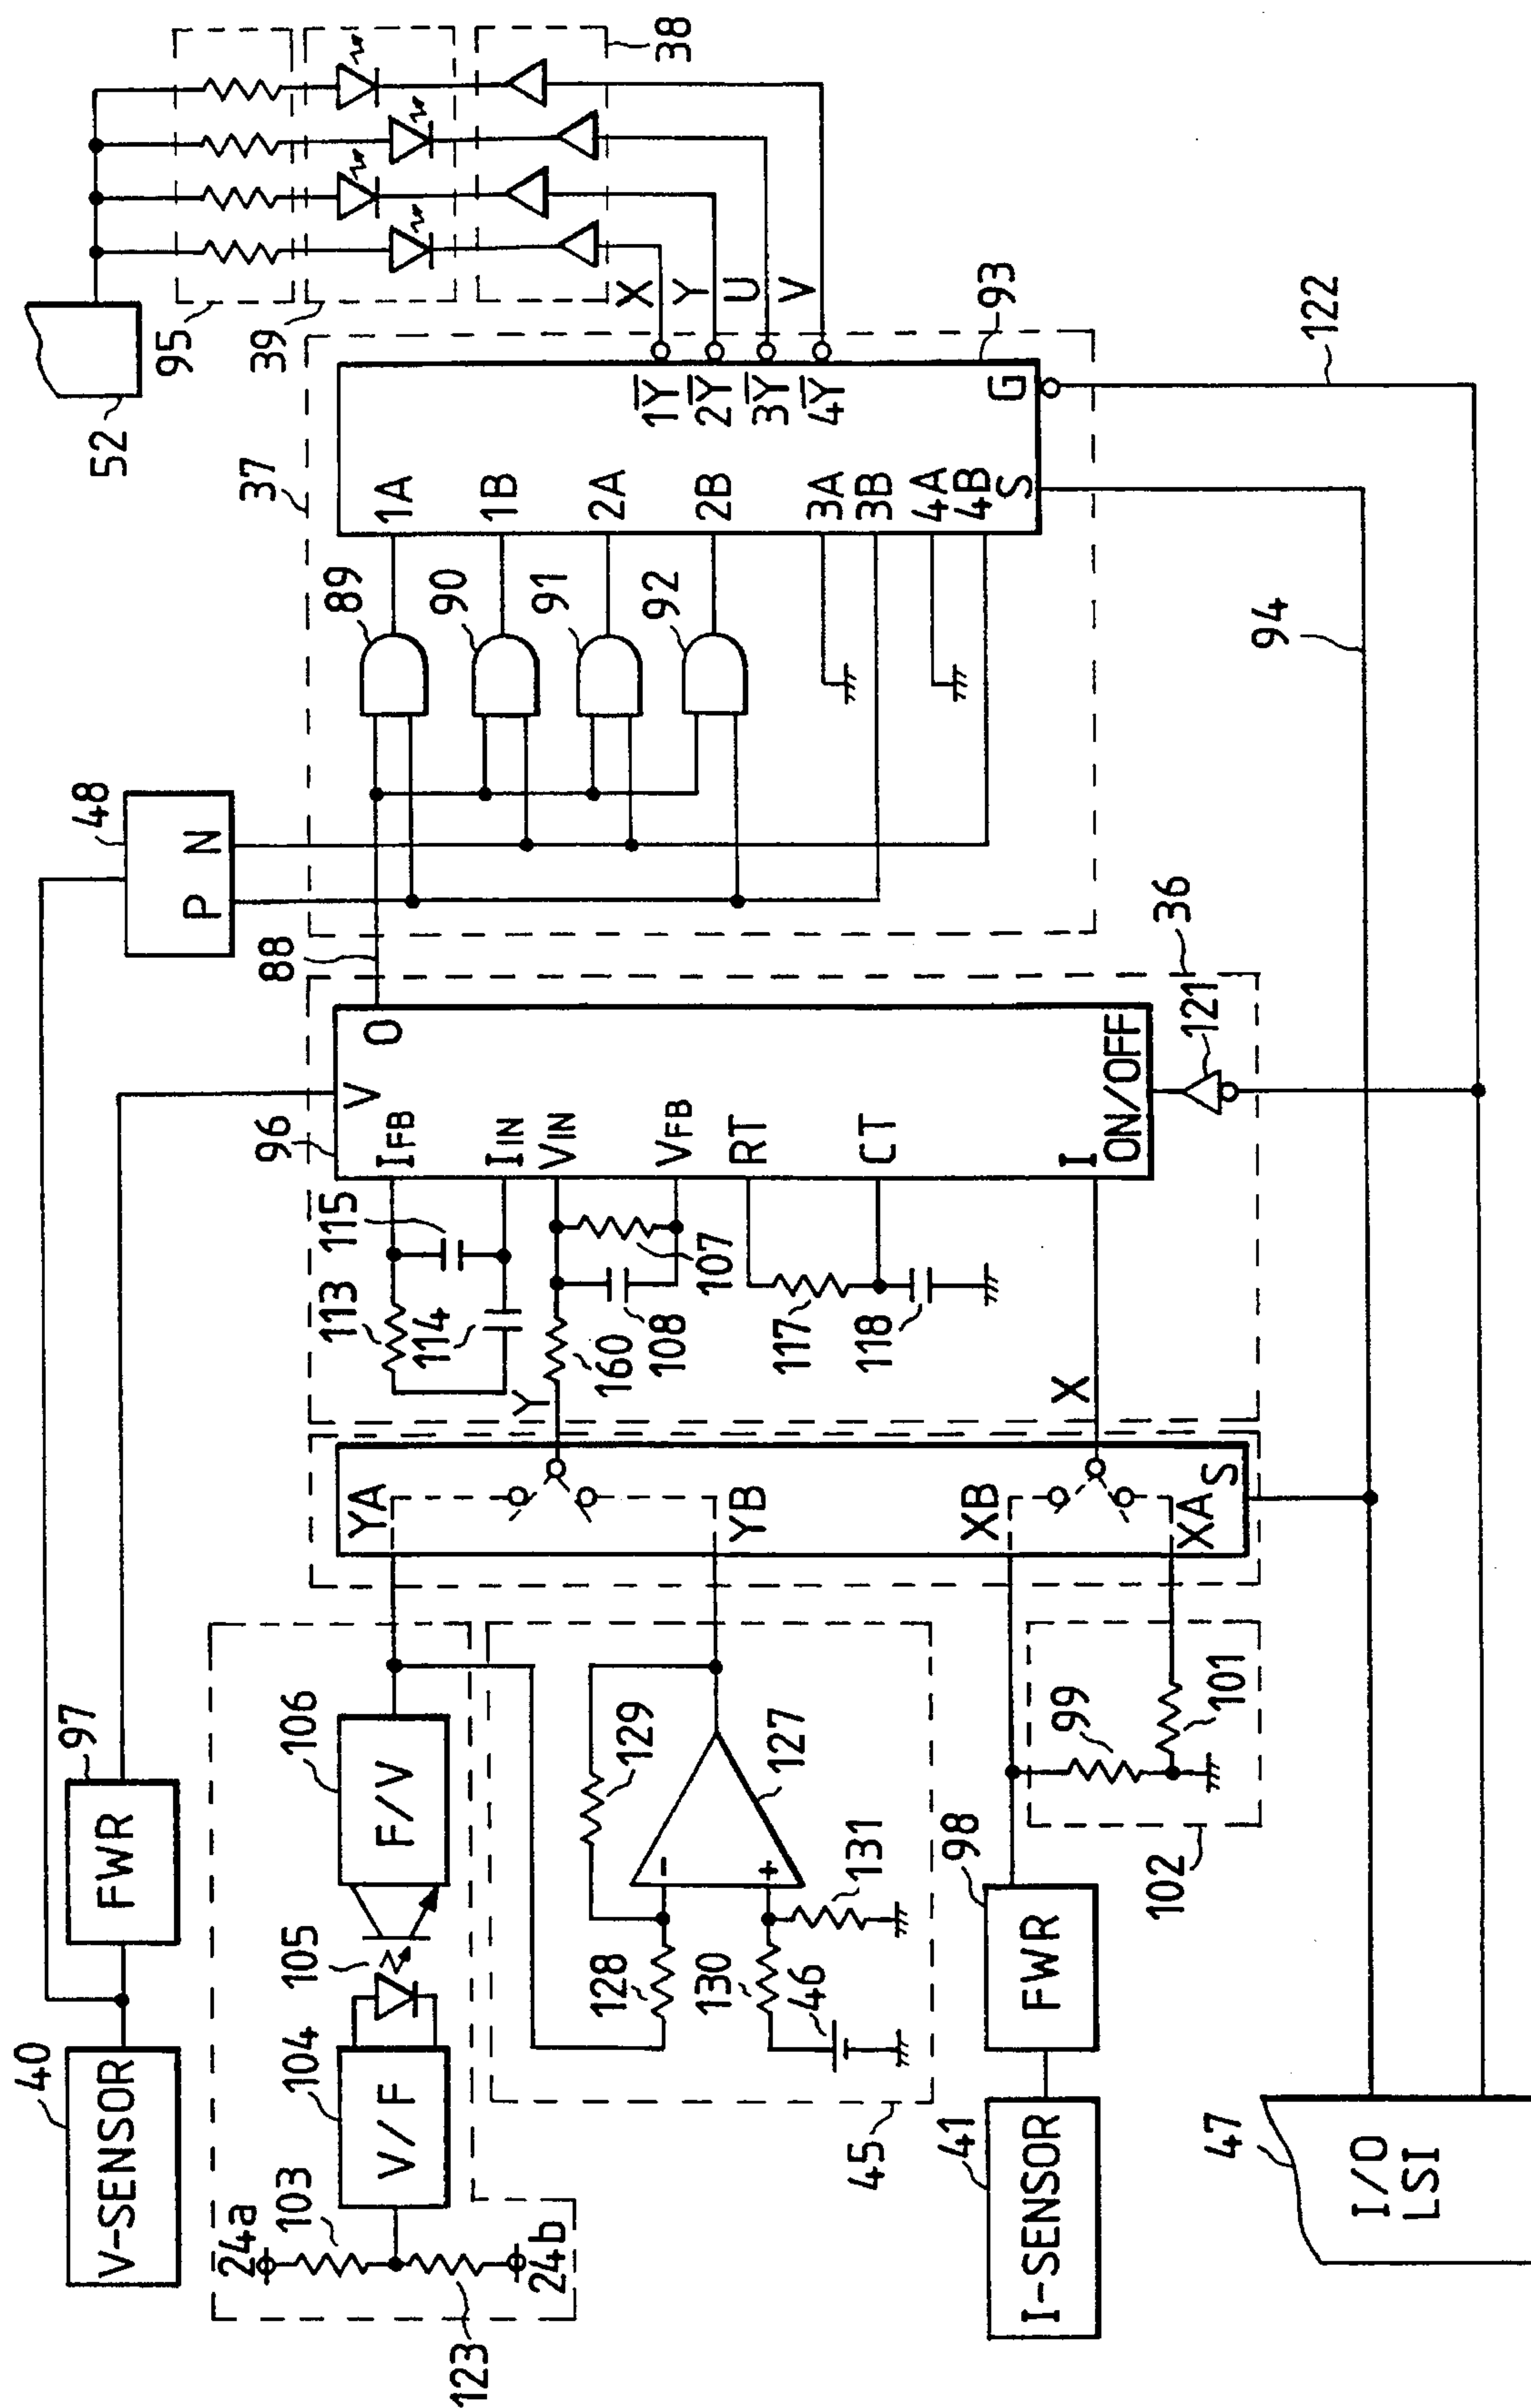 40
V-SENSOR
97
FWR
48
P N
52
95
39
38
24a
103
123
24b
104
V/F
105
106
F/V
YA
YB
XB
XA
S
Y
X
128
129
130
46
131
127
45
41
I-SENSOR
98
FWR
99
101
102
47
I/O
LSI
113
114
115
160
108
107
117
118
96
V
O
IFB
IIN
VIN
VFB
RT
CT
I
ON/OFF
121
36
88
37
89
90
91
92
1A
1B
2A
2B
3A
3B
4A
4B
S
G
1Y
2Y
3Y
4Y
X
Y
U
V
93
94
122